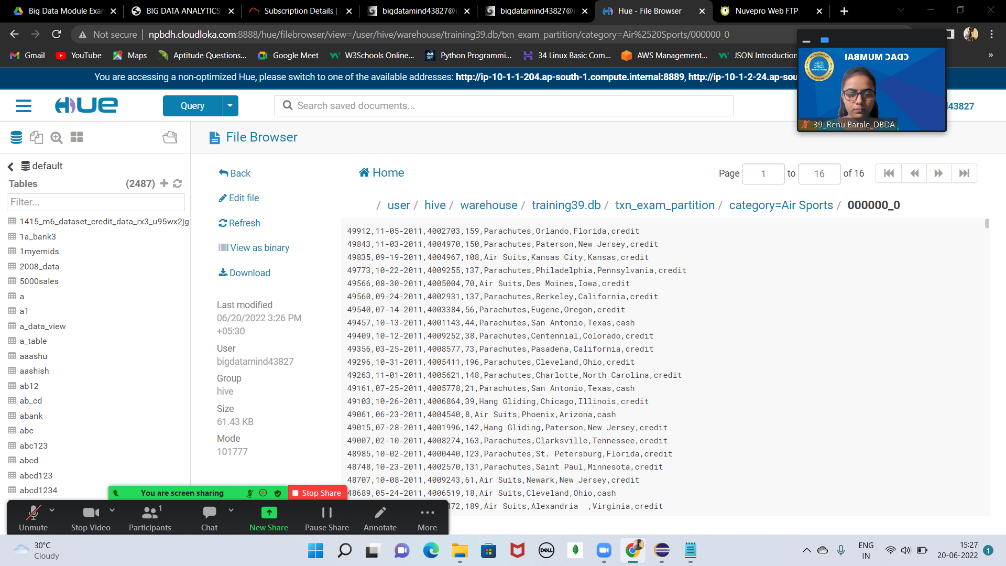 Big Data Module Exam
BIG DATA ANALYTICS
Subscription Details |
bigdatamind43827@
bigdatamind43827@
Hue - File Browser
Nuvepro Web FTP
Not secure | npbdh.cloudloka.com:8888/hue/filebrowser/view=/user/hive/warehouse/training39.db/txn_exam_partition/category=Air%2520Sports/000000_0
Gmail YouTube Maps Aptitude Questions... Google Meet W3Schools Online... Python Programmin... 34 Linux Basic Com... AWS Management... JSON Introduction »
You are accessing a non-optimized Hue, please switch to one of the available addresses: http://ip-10-1-1-204.ap-south-1.compute.internal:8889, http://ip-10-1-2-24.ap-sou
CDAC MUMBAI
39_Renu Barale_DBDA
HUE
Query
Search saved documents...
43827
File Browser
default
Tables
(2487)
Filter...
1415_m6_dataset_credit_data_rx3_u95wx2jg
1a_bank3
1myemids
2008_data
5000sales
a
a1
a_data_view
a_table
aaashu
aashish
ab12
ab_cd
abank
abc
abc123
abcd
abcd123
abcd1234
Back
Edit file
Refresh
View as binary
Download
Last modified
06/20/2022 3:26 PM
+05:30
User
bigdatamind43827
Group
hive
Size
61.43 KB
Mode
101777
Home
Page 1 to 16 of 16
/ user / hive / warehouse / training39.db / txn_exam_partition / category=Air Sports / 000000_0
49912,11-05-2011,4002703,159,Parachutes,Orlando,Florida,credit
49843,11-03-2011,4004970,150,Parachutes,Paterson,New Jersey,credit
49835,09-19-2011,4004967,108,Air Suits,Kansas City,Kansas,credit
49773,10-22-2011,4009255,137,Parachutes,Philadelphia,Pennsylvania,credit
49566,08-30-2011,4005004,70,Air Suits,Des Moines,Iowa,credit
49560,09-24-2011,4002931,137,Parachutes,Berkeley,California,credit
49540,07-14-2011,4003384,56,Parachutes,Eugene,Oregon,credit
49457,10-13-2011,4001143,44,Parachutes,San Antonio,Texas,cash
49409,10-12-2011,4009252,38,Parachutes,Centennial,Colorado,credit
49356,03-25-2011,4008577,73,Parachutes,Pasadena,California,credit
49296,10-31-2011,4005411,196,Parachutes,Cleveland,Ohio,credit
49263,11-01-2011,4005621,148,Parachutes,Charlotte,North Carolina,credit
49161,07-25-2011,4005778,21,Parachutes,San Antonio,Texas,cash
49103,10-26-2011,4006864,39,Hang Gliding,Chicago,Illinois,credit
49061,06-23-2011,4004540,8,Air Suits,Phoenix,Arizona,cash
49015,07-28-2011,4001996,142,Hang Gliding,Paterson,New Jersey,credit
49007,02-10-2011,4008274,163,Parachutes,Clarksville,Tennessee,credit
48985,10-02-2011,4000440,123,Parachutes,St. Petersburg,Florida,credit
48748,10-23-2011,4002570,131,Parachutes,Saint Paul,Minnesota,credit
48707,10-08-2011,4009243,61,Air Suits,Newark,New Jersey,credit
48689,05-24-2011,4006519,18,Air Suits,Cleveland,Ohio,cash
172,189,Air Suits,Alexandria ,Virginia,credit
You are screen sharing
Stop Share
Unmute
Stop Video
1
Participants
Chat
New Share
Pause Share
Annotate
More
30°C
Cloudy
DELL
ENG
IN
15:27
20-06-2022
1